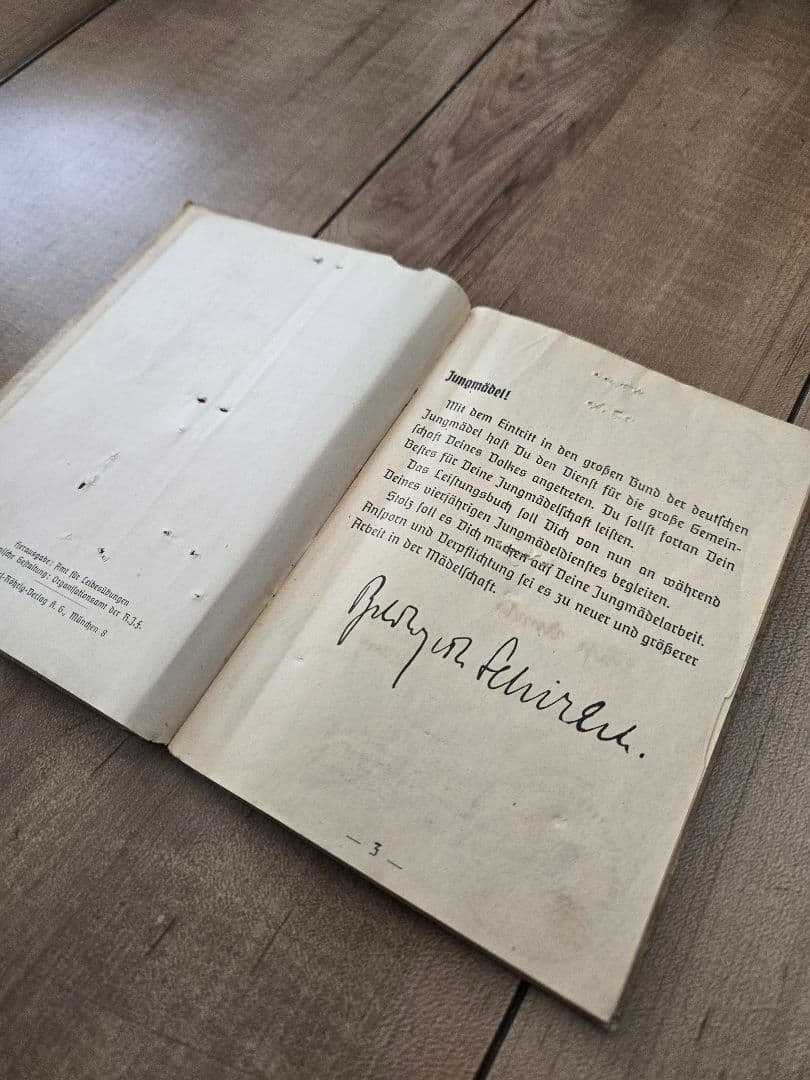 Herausgabe: Amt für Leibesübungen
Gestaltung: Organisationsamt der R.J.F.
Verlag A. G., München 8
Jungmädel!
Mit dem Eintritt in den großen Bund der deutschen
Jungmädel hast Du den Dienst für die große Gemein-
schaft Deines Volkes angetreten. Du sollst fortan Dein
Bestes für Deine Jungmädelschaft leisten.
Das Leistungsbuch soll Dich von nun an während
Deines vierjährigen Jungmädeldienstes begleiten.
Stolz soll es Dich machen auf Deine Jungmädelarbeit.
Ansporn und Verpflichtung sei es zu neuer und größerer
Arbeit in der Mädelschaft.
Baldur von Schirach.
— 3 —